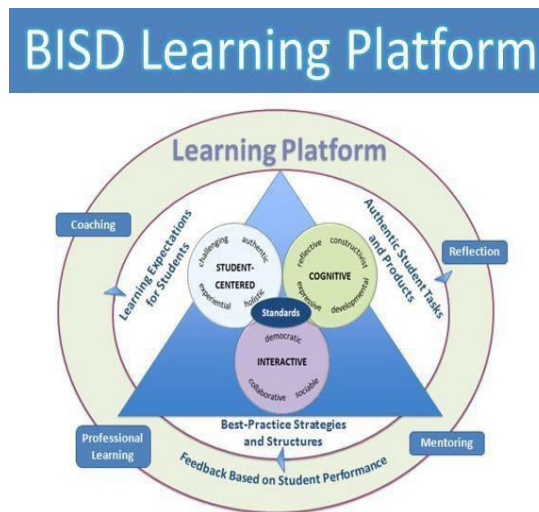 BISD Learning Platform
Learning Platform
Coaching
Learning Expectations
for Students
Authentic Student Tasks
and Products
Reflection
challenging
authentic
STUDENT-
CENTERED
experiential
holistic
reflective
constructivist
COGNITIVE
expressive
developmental
Standards
democratic
INTERACTIVE
collaborative
sociable
Best-Practice Strategies
and Structures
Professional
Learning
Mentoring
Feedback Based on Student Performance